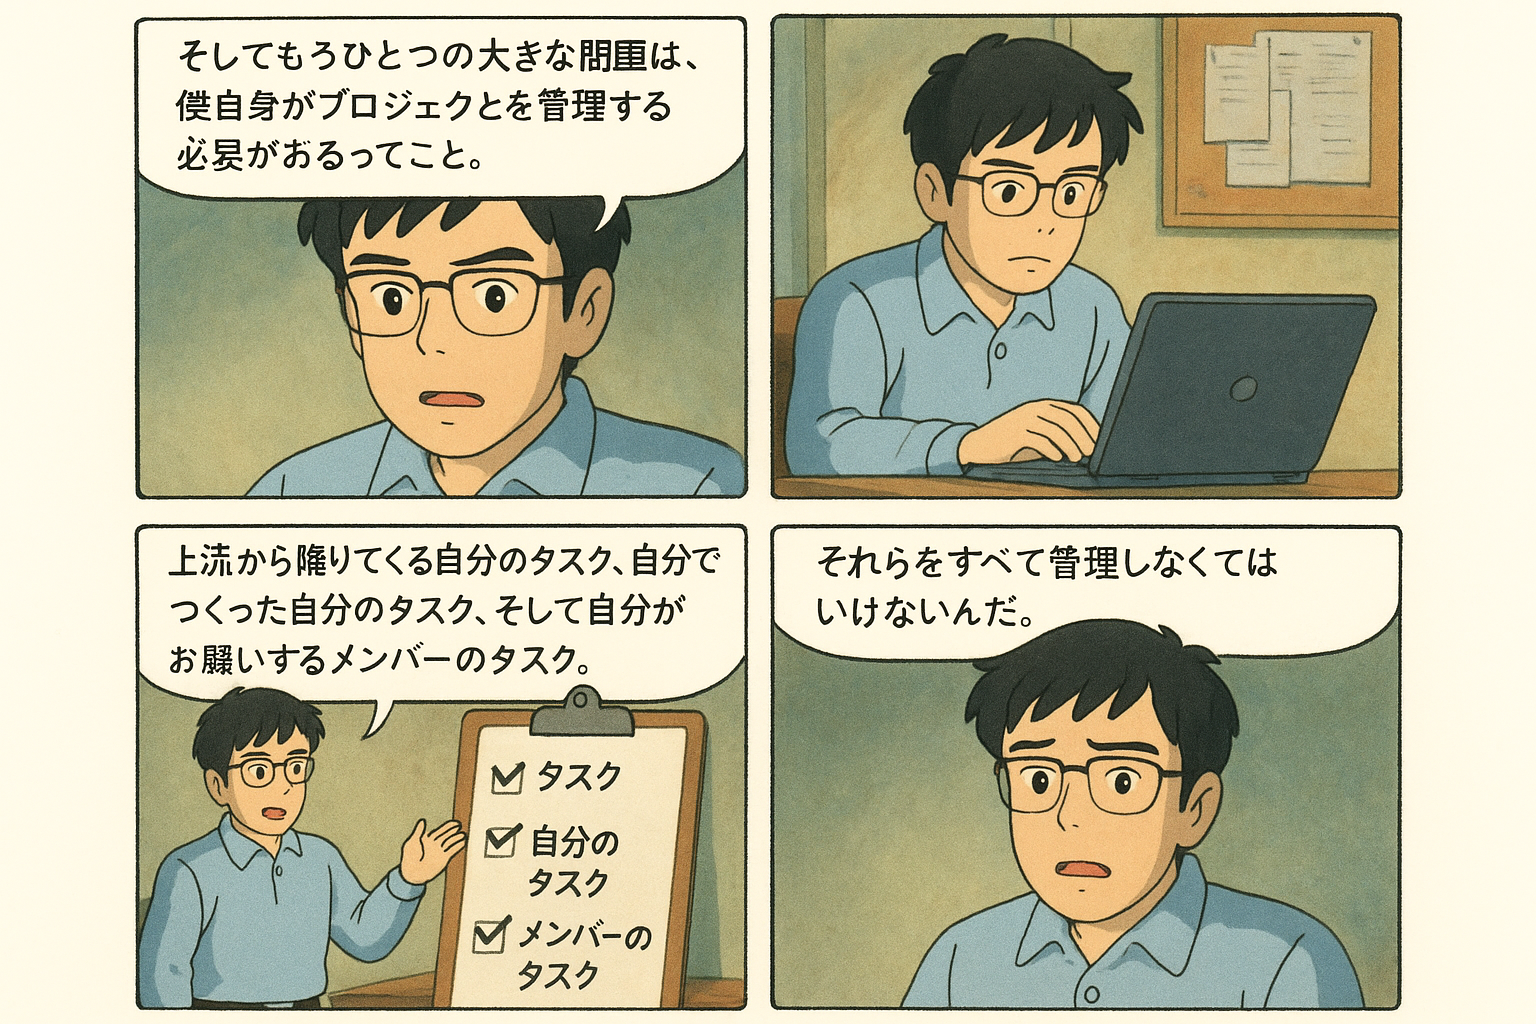 そしてもうひとつの大きな問重は、
僕自身がブロジェクとを管理する
必要がおるってこと。
上流から降りてくる自分のタスク、自分で
つくった自分のタスク、そして自分が
お願いするメンバーのタスク。
タスク
自分の
タスク
メンバーの
タスク
それらをすべて管理しなくては
いけないんだ。